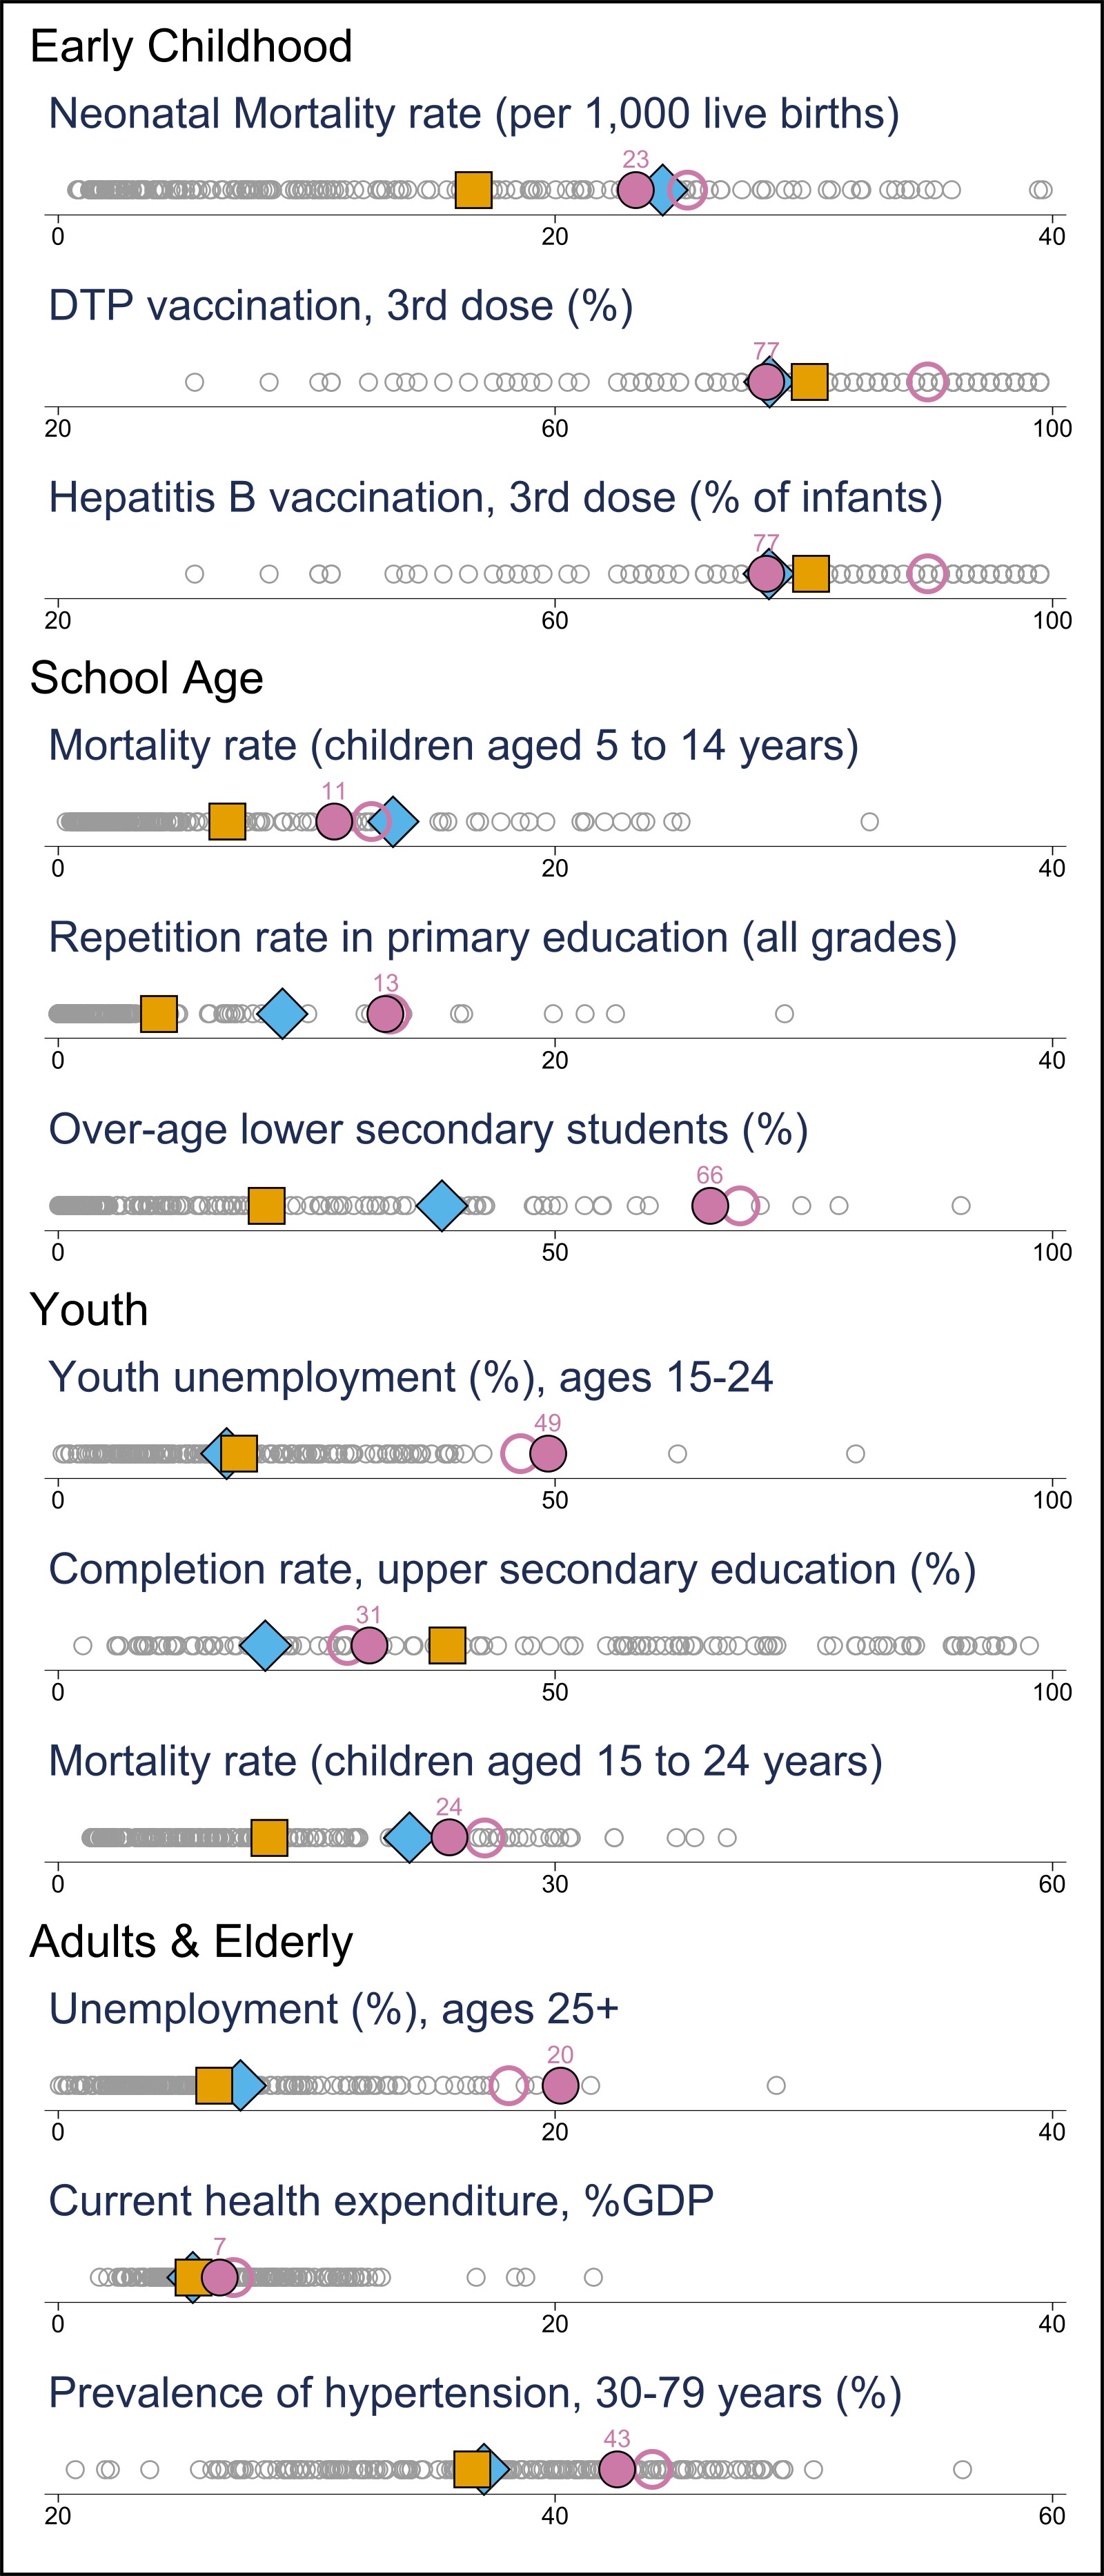 Early Childhood
Neonatal Mortality rate (per 1,000 live births)
23
0 20 40
DTP vaccination, 3rd dose (%)
77
20 60 100
Hepatitis B vaccination, 3rd dose (% of infants)
77
20 60 100
School Age
Mortality rate (children aged 5 to 14 years)
11
0 20 40
Repetition rate in primary education (all grades)
13
0 20 40
Over-age lower secondary students (%)
66
0 50 100
Youth
Youth unemployment (%), ages 15-24
49
0 50 100
Completion rate, upper secondary education (%)
31
0 50 100
Mortality rate (children aged 15 to 24 years)
24
0 30 60
Adults & Elderly
Unemployment (%), ages 25+
20
0 20 40
Current health expenditure, %GDP
7
0 20 40
Prevalence of hypertension, 30-79 years (%)
43
20 40 60